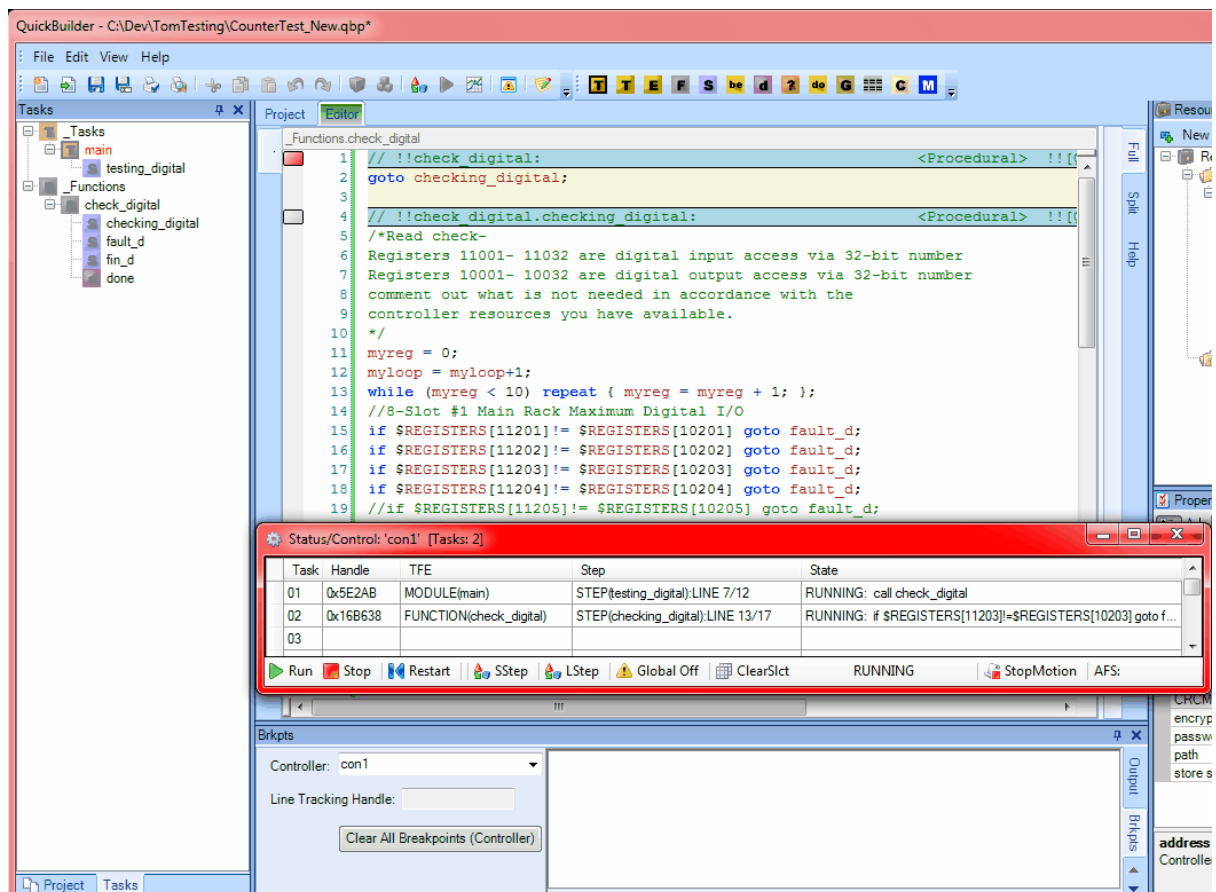 QuickBuilder - C:\Dev\TomTesting\CounterTest_New.qbp*
File Edit View Help
T T E F S be d ? do G C M
Tasks
_Tasks
main
testing_digital
_Functions
check_digital
checking_digital
fault_d
fin_d
done
Project Tasks
Project Editor
_Functions.check_digital
1 // !!check_digital: <Procedural> !![
2 goto checking_digital;
3
4 // !!check_digital.checking_digital: <Procedural> !![
5 /*Read check-
6 Registers 11001- 11032 are digital input access via 32-bit number
7 Registers 10001- 10032 are digital output access via 32-bit number
8 comment out what is not needed in accordance with the
9 controller resources you have available.
10 */
11 myreg = 0;
12 myloop = myloop+1;
13 while (myreg < 10) repeat { myreg = myreg + 1; };
14 //8-Slot #1 Main Rack Maximum Digital I/O
15 if $REGISTERS[11201]!= $REGISTERS[10201] goto fault_d;
16 if $REGISTERS[11202]!= $REGISTERS[10202] goto fault_d;
17 if $REGISTERS[11203]!= $REGISTERS[10203] goto fault_d;
18 if $REGISTERS[11204]!= $REGISTERS[10204] goto fault_d;
19 //if $REGISTERS[11205]!= $REGISTERS[10205] goto fault_d;
Full
Split
Help
Resou
New
Re
Proper
Status/Control: 'con1' [Tasks: 2]
Task Handle TFE Step State
01 0x5E2AB MODULE(main) STEP(testing_digital):LINE 7/12 RUNNING: call check_digital
02 0x16B638 FUNCTION(check_digital) STEP(checking_digital):LINE 13/17 RUNNING: if $REGISTERS[11203]!=$REGISTERS[10203] goto f...
03
Run Stop Restart SStep LStep Global Off ClearSlct RUNNING StopMotion AFS:
CRCM
encryp
passwo
path
store s
address
Controlle
Brkpts
Controller: con1
Line Tracking Handle:
Clear All Breakpoints (Controller)
Output
Brkpts